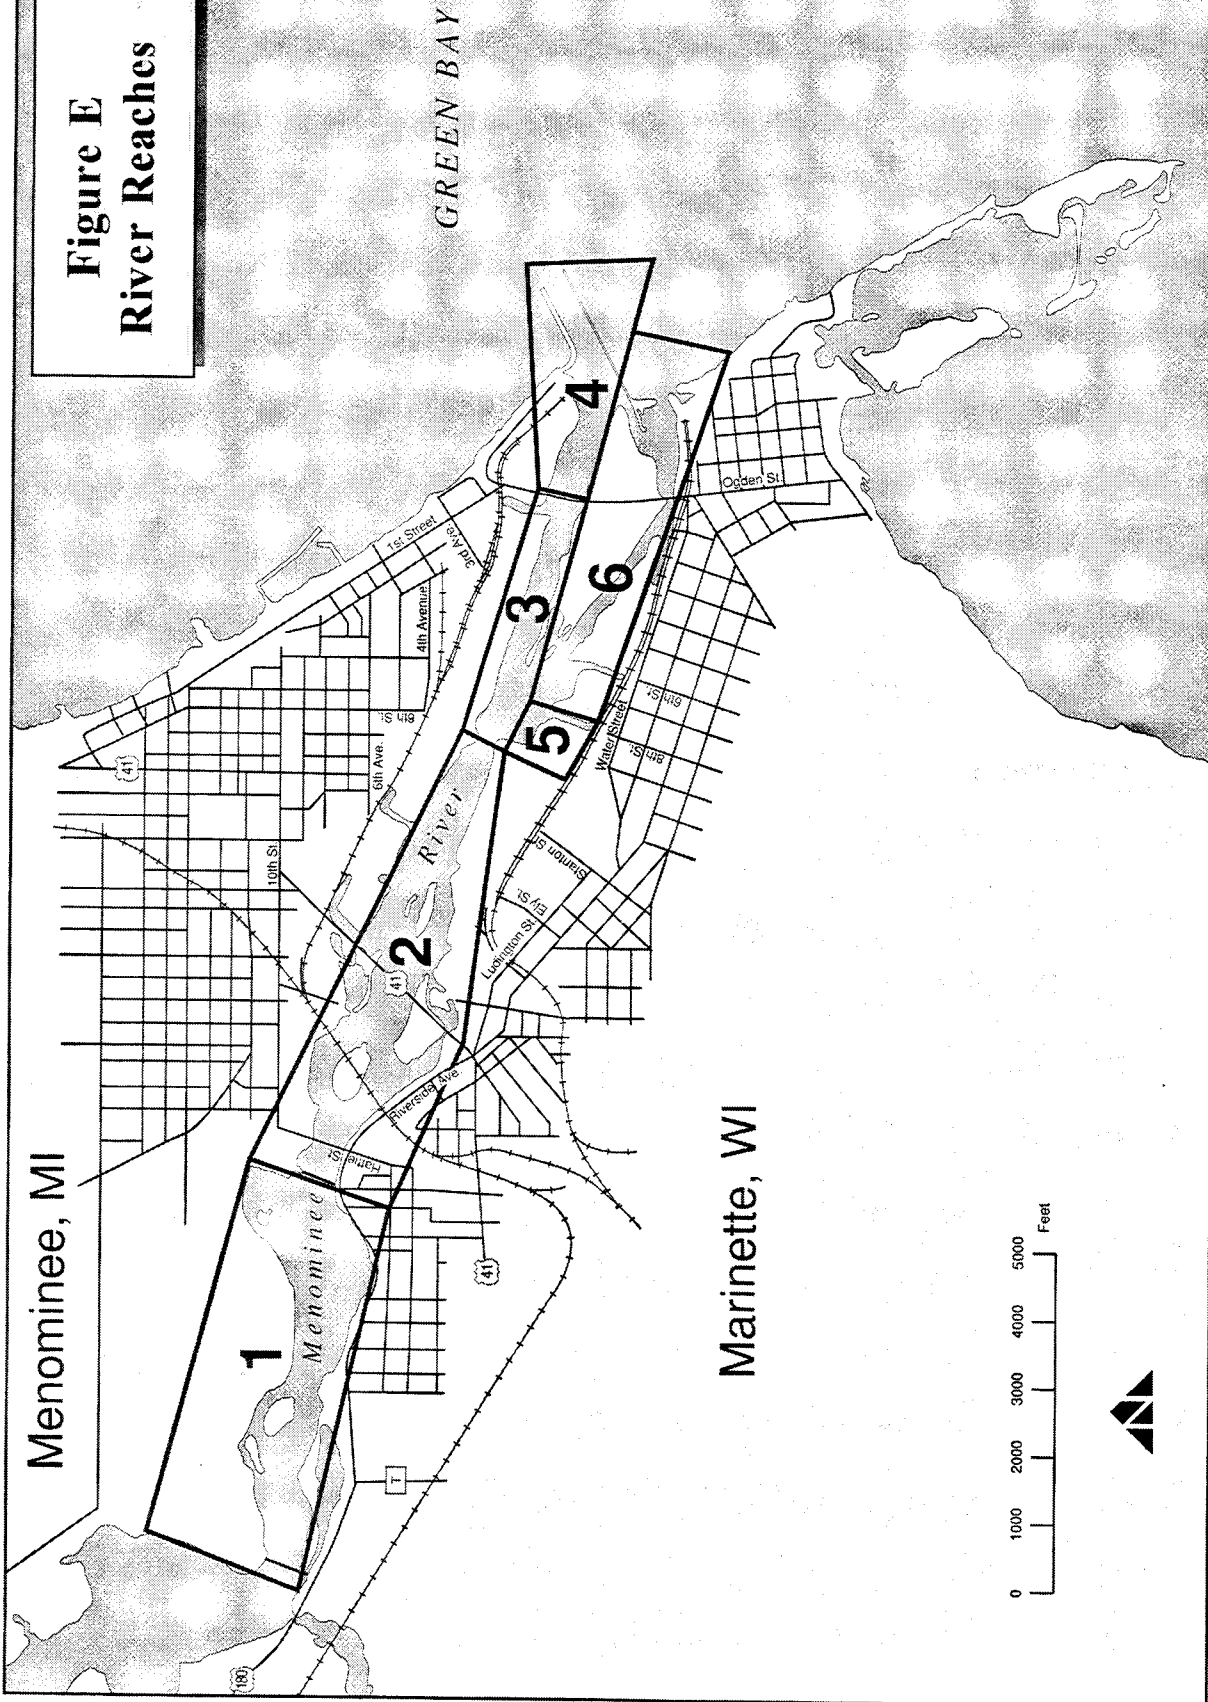 Figure E
River Reaches
GREEN BAY
Menominee, MI
41
1st Street
3rd Ave.
4th Avenue
6th St.
6th Ave.
10th St.
1
2
3
4
5
6
Menominee
River
41
Hattie St.
Riverside Ave.
Ludington St.
Ely St.
Stanton St.
Water Street
8th St.
6th St.
Ogden St.
41
T
180
Marinette, WI
0 1000 2000 3000 4000 5000
Feet
N